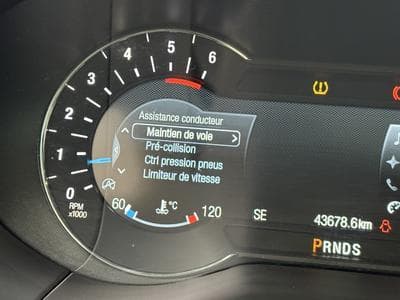 3 4 5 6
2
1
0
RPM
x1000
Assistance conducteur
Maintien de voie >
Pré-collision
Ctrl pression pneus
Limiteur de vitesse
60 °C 120
SE 43678.6km
PRNDS